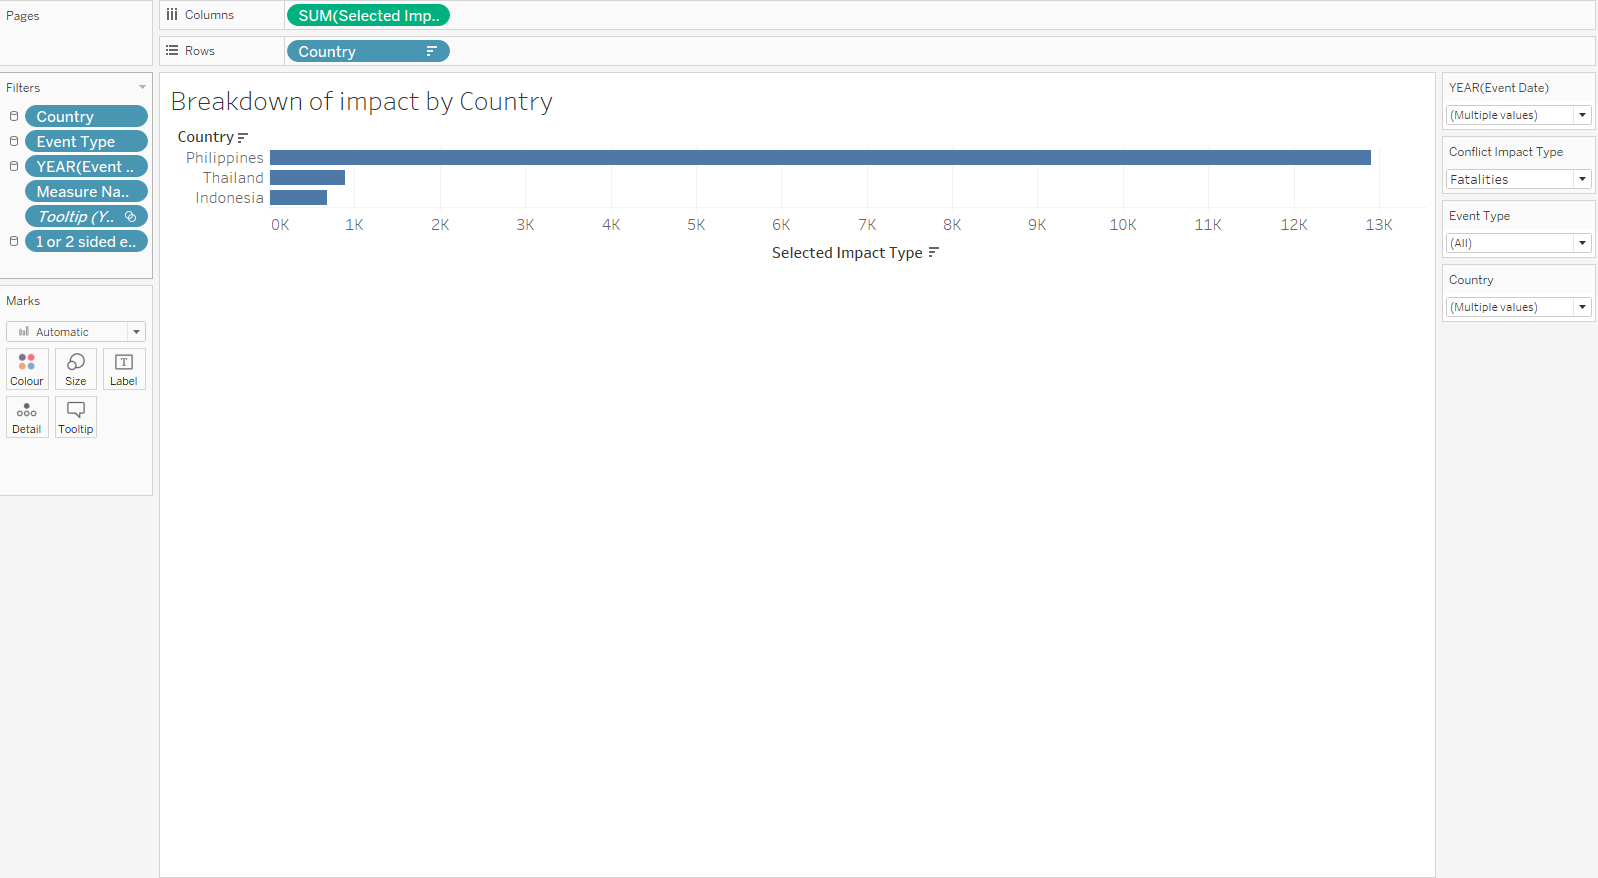 Pages
Columns
SUM(Selected Imp..
Rows
Country
Filters
Country
Event Type
YEAR(Event ..
Measure Na..
Tooltip (Y..
1 or 2 sided e..
Marks
Automatic
Colour
Size
Label
Detail
Tooltip
Breakdown of impact by Country
Country
Philippines
Thailand
Indonesia
0K 1K 2K 3K 4K 5K 6K 7K 8K 9K 10K 11K 12K 13K
Selected Impact Type
YEAR(Event Date)
(Multiple values)
Conflict Impact Type
Fatalities
Event Type
(All)
Country
(Multiple values)